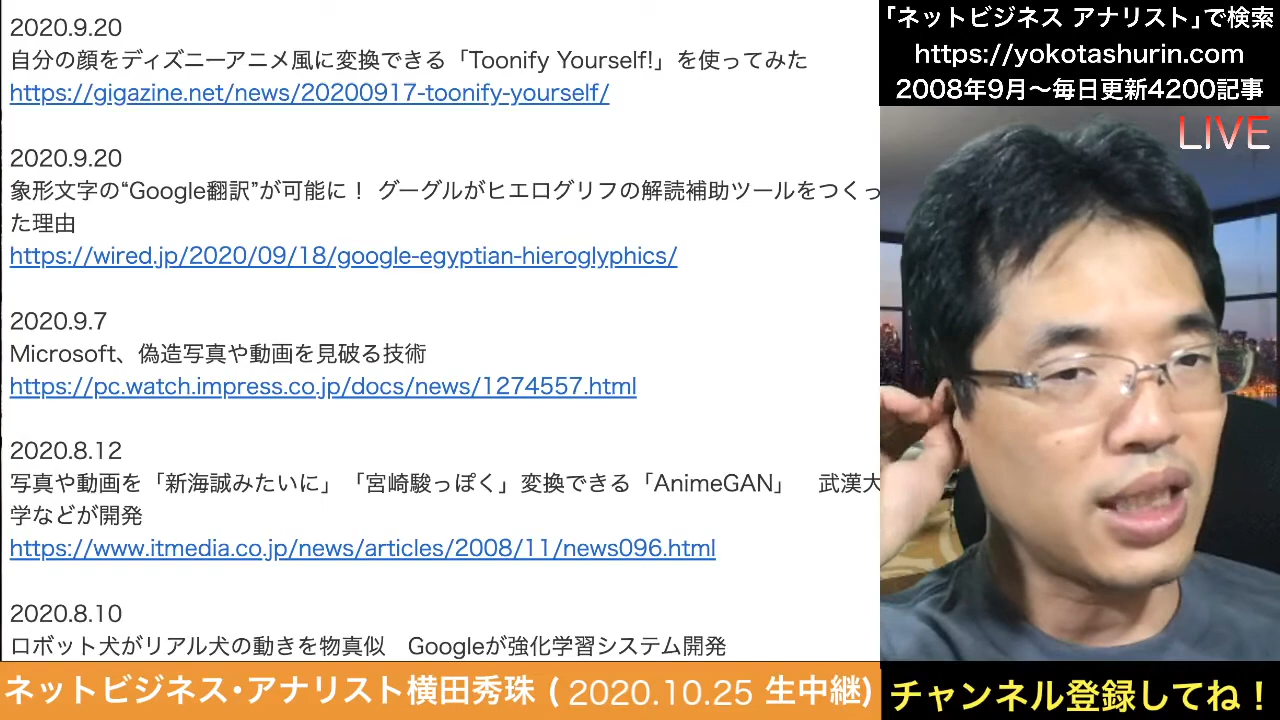 2020.9.20
自分の顔をディズニーアニメ風に変換できる「Toonify Yourself!」を使ってみた
https://gigazine.net/news/20200917-toonify-yourself/
2020.9.20
象形文字の“Google翻訳”が可能に！ グーグルがヒエログリフの解読補助ツールをつくっ
た理由
https://wired.jp/2020/09/18/google-egyptian-hieroglyphics/
2020.9.7
Microsoft、偽造写真や動画を見破る技術
https://pc.watch.impress.co.jp/docs/news/1274557.html
2020.8.12
写真や動画を「新海誠みたいに」「宮崎駿っぽく」変換できる「AnimeGAN」　武漢大
学などが開発
https://www.itmedia.co.jp/news/articles/2008/11/news096.html
2020.8.10
ロボット犬がリアル犬の動きを物真似　Googleが強化学習システム開発
「ネットビジネス アナリスト」で検索
https://yokotashurin.com
2008年9月～毎日更新4200記事
LIVE
ネットビジネス・アナリスト横田秀珠 ( 2020.10.25 生中継)
チャンネル登録してね！